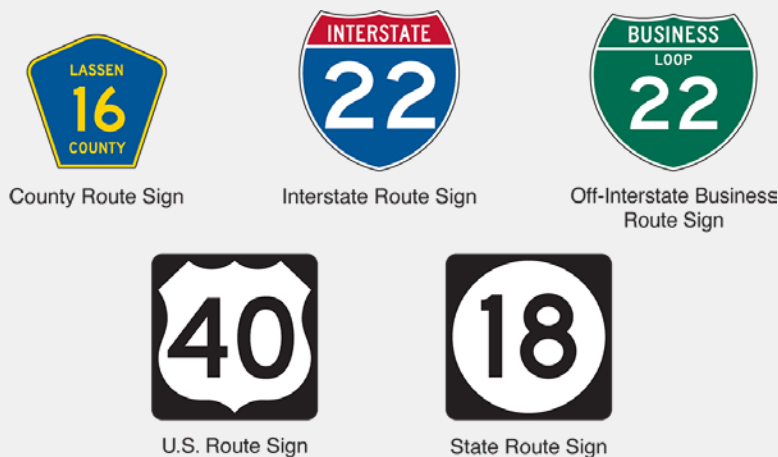 LASSEN
16
COUNTY
County Route Sign
INTERSTATE
22
Interstate Route Sign
BUSINESS
LOOP
22
Off-Interstate Business
Route Sign
40
U.S. Route Sign
18
State Route Sign